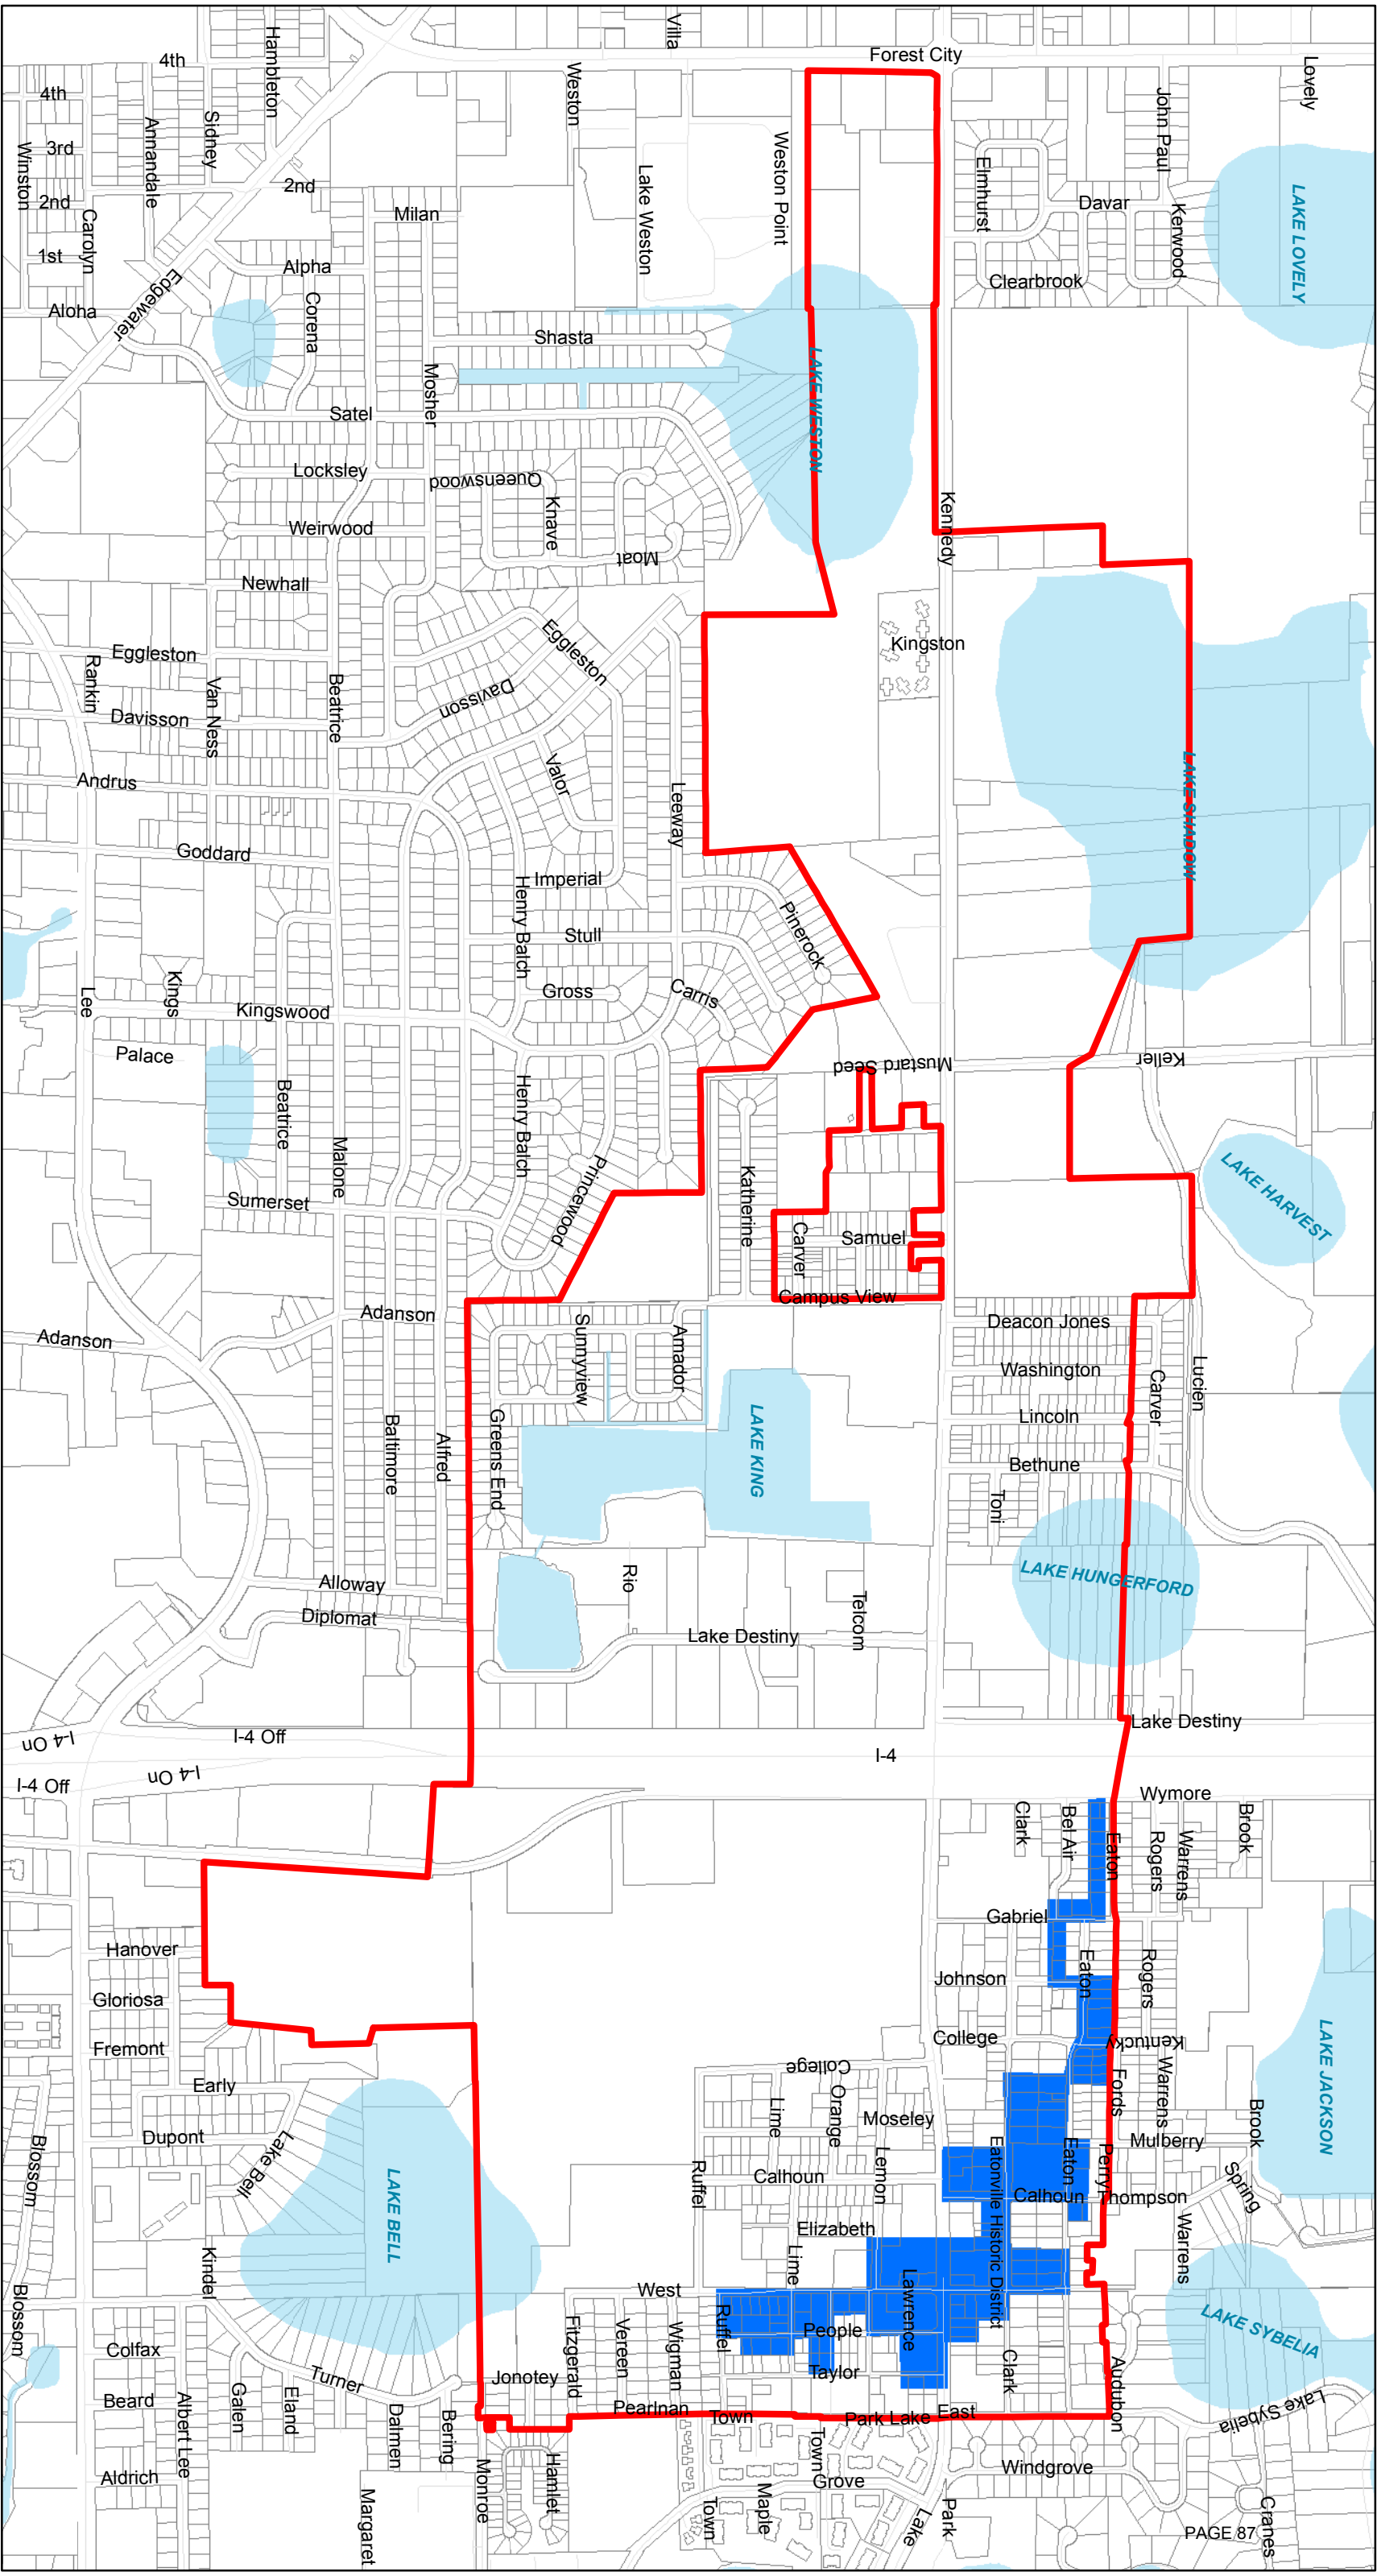 Forest City
Villa
Hambleton
4th
4th
Weston
Lovely
John Paul
Sidney
Annandale
3rd
Winston
Weston Point
Lake Weston
Elmhurst
2nd
2nd
Carolyn
Milan
Davar
Kerwood
LAKE LOVELY
1st
Alpha
Clearbrook
Edgewater
Aloha
Corena
Shasta
LAKE WESTON
Mosher
Satel
Locksley
Queenswood
Knave
Kennedy
Weirwood
Moat
Newhall
Eggleston
Kingston
Eggleston
Rankin
Van Ness
Beatrice
Davisson
Davisson
Valor
Andrus
Leeway
LAKE SHADOW
Goddard
Imperial
Henry Balch
Pinerock
Stull
Kings
Lee
Gross
Carris
Kingswood
Palace
Mustard Seed
Keller
Beatrice
Henry Balch
Malone
Princewood
Katherine
LAKE HARVEST
Sumerset
Carver
Samuel
Campus View
Adanson
Adanson
Sunnyview
Amador
Deacon Jones
Washington
Carver
Lucien
Lincoln
Baltimore
Alfred
Greens End
LAKE KING
Bethune
Toni
Alloway
Rio
Telcom
LAKE HUNGERFORD
Diplomat
Lake Destiny
Lake Destiny
I-4 On
I-4 Off
I-4
I-4 On
I-4 Off
Wymore
Clark
Bel Air
Eaton
Rogers
Warrens
Brook
Gabriel
Hanover
Johnson
Eaton
Rogers
Gloriosa
College
Kentucky
LAKE JACKSON
Fremont
College
Early
Lime
Orange
Moseley
Fords
Warrens
Brook
Dupont
Lake Bell
Blossom
Mulberry
Lemon
Eatonville Historic District
Eaton
Perry
Ruffel
Calhoun
Calhoun
Thompson
Spring
LAKE BELL
Elizabeth
Warrens
Lime
Kindel
West
Lawrence
LAKE SYBELIA
Blossom
Ruffel
People
Fitzgerald
Vereen
Wigman
Colfax
Clark
Turner
Jonotey
Taylor
Audubon
Beard
Albert Lee
Galen
Eland
Dalmen
Bering
Pearlnan
Town
Park Lake
East
Lake Sybelia
Town
Windgrove
Aldrich
Monroe
Hamlet
Grove
Margaret
Town
Maple
Lake
Park
Cranes
PAGE 87